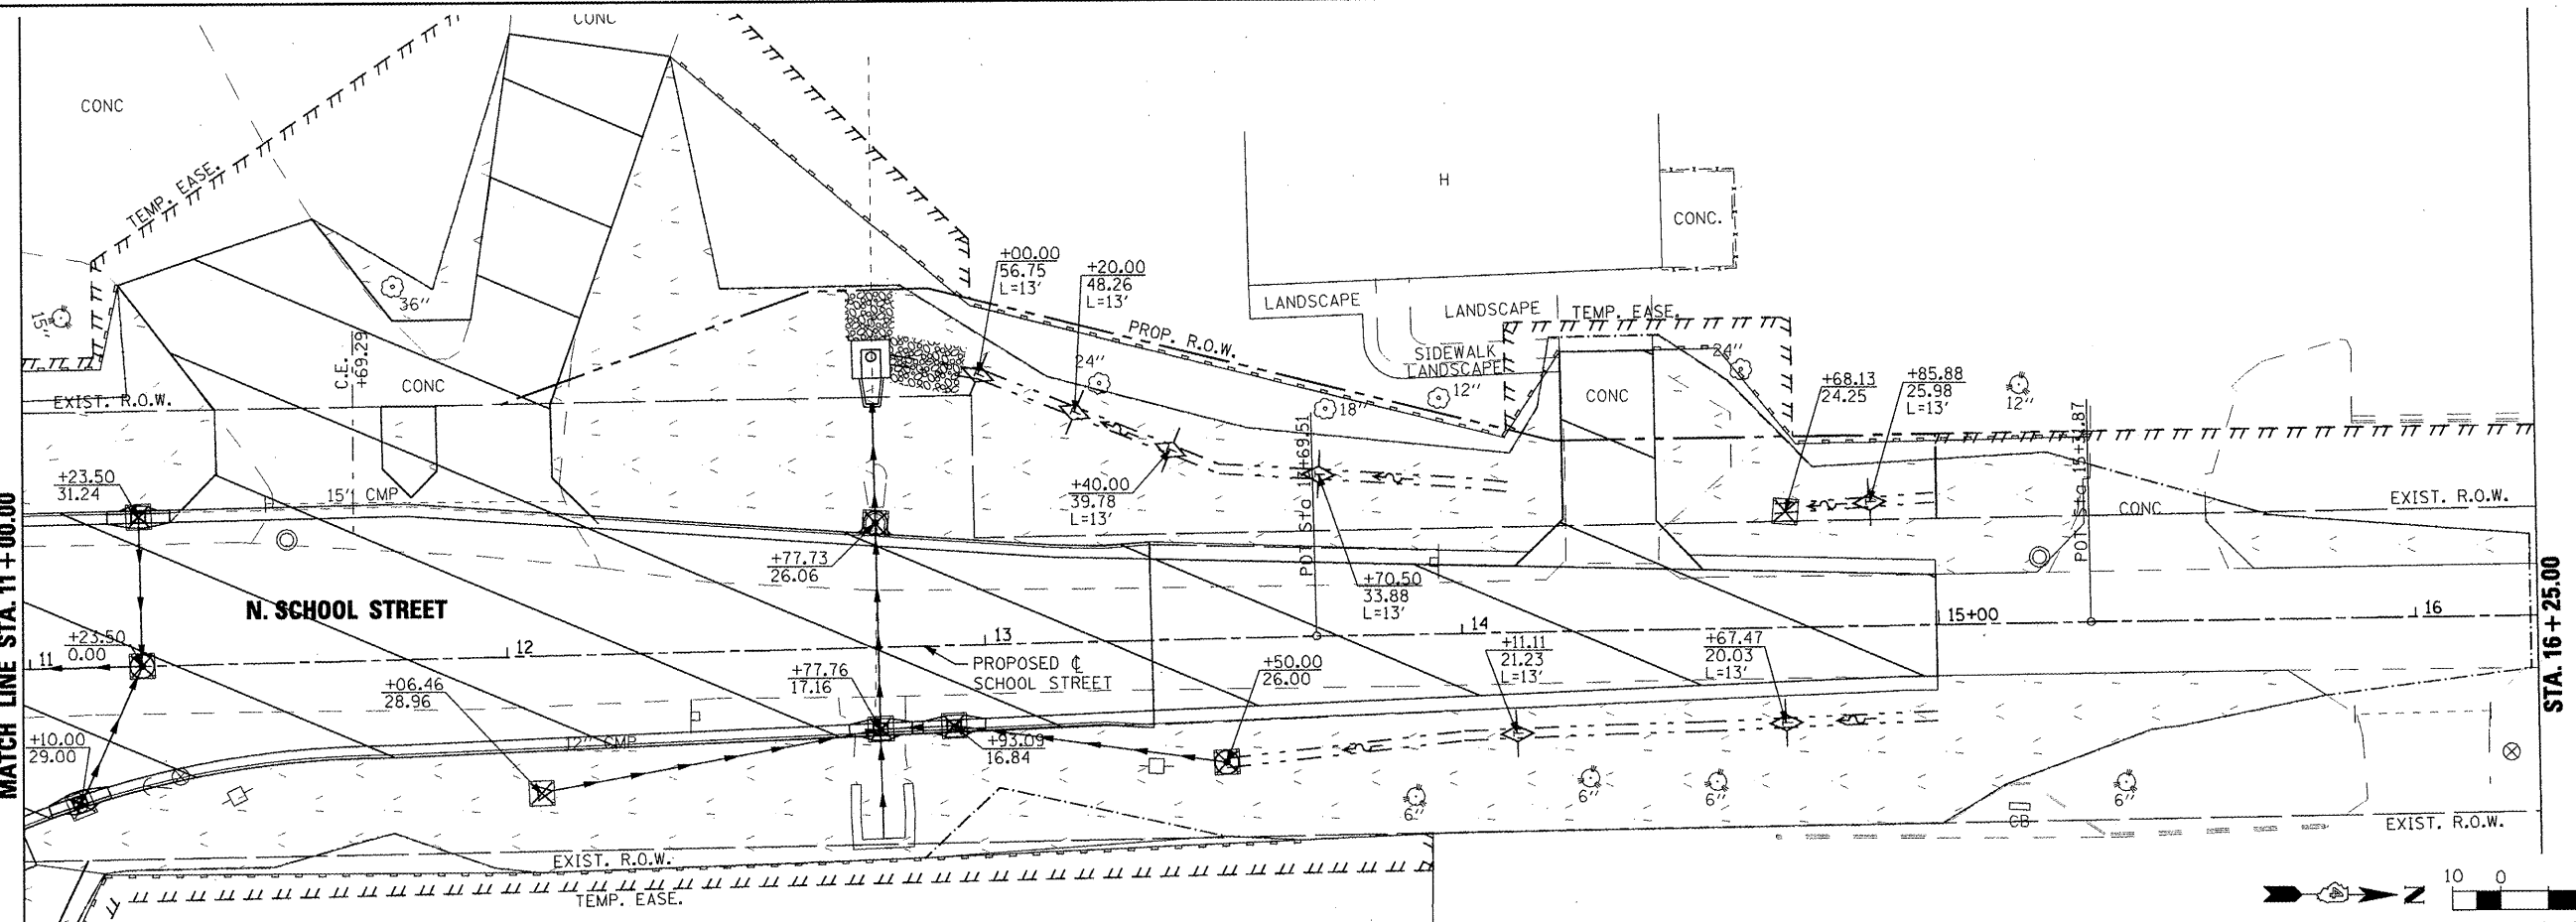 CONC
CONC
TEMP. EASE.
36''
15''
C.E.
+69.29
CONC
EXIST. R.O.W.
+00.00
56.75
L=13'
+20.00
48.26
L=13'
24''
PROP. R.O.W.
H
CONC.
LANDSCAPE
LANDSCAPE
TEMP. EASE.
SIDEWALK
LANDSCAPE
12''
18''
24''
CONC
+68.13
24.25
+85.88
25.98
L=13'
12''
+40.00
39.78
L=13'
POT Sta 13+69.51
+70.50
33.88
L=13'
CONC
EXIST. R.O.W.
MATCH LINE STA. 11+00.00
+23.50
31.24
15'' CMP
+77.73
26.06
N. SCHOOL STREET
+23.50
0.00
11
12
13
14
15+00
16
PROPOSED ℄
SCHOOL STREET
+10.00
29.00
+06.46
28.96
12'' CMP
+77.76
17.16
+93.09
16.84
+50.00
26.00
+11.11
21.23
L=13'
+67.47
20.03
L=13'
STA. 16+25.00
6''
6''
6''
6''
CB
EXIST. R.O.W.
EXIST. R.O.W.
TEMP. EASE.
N
10 0